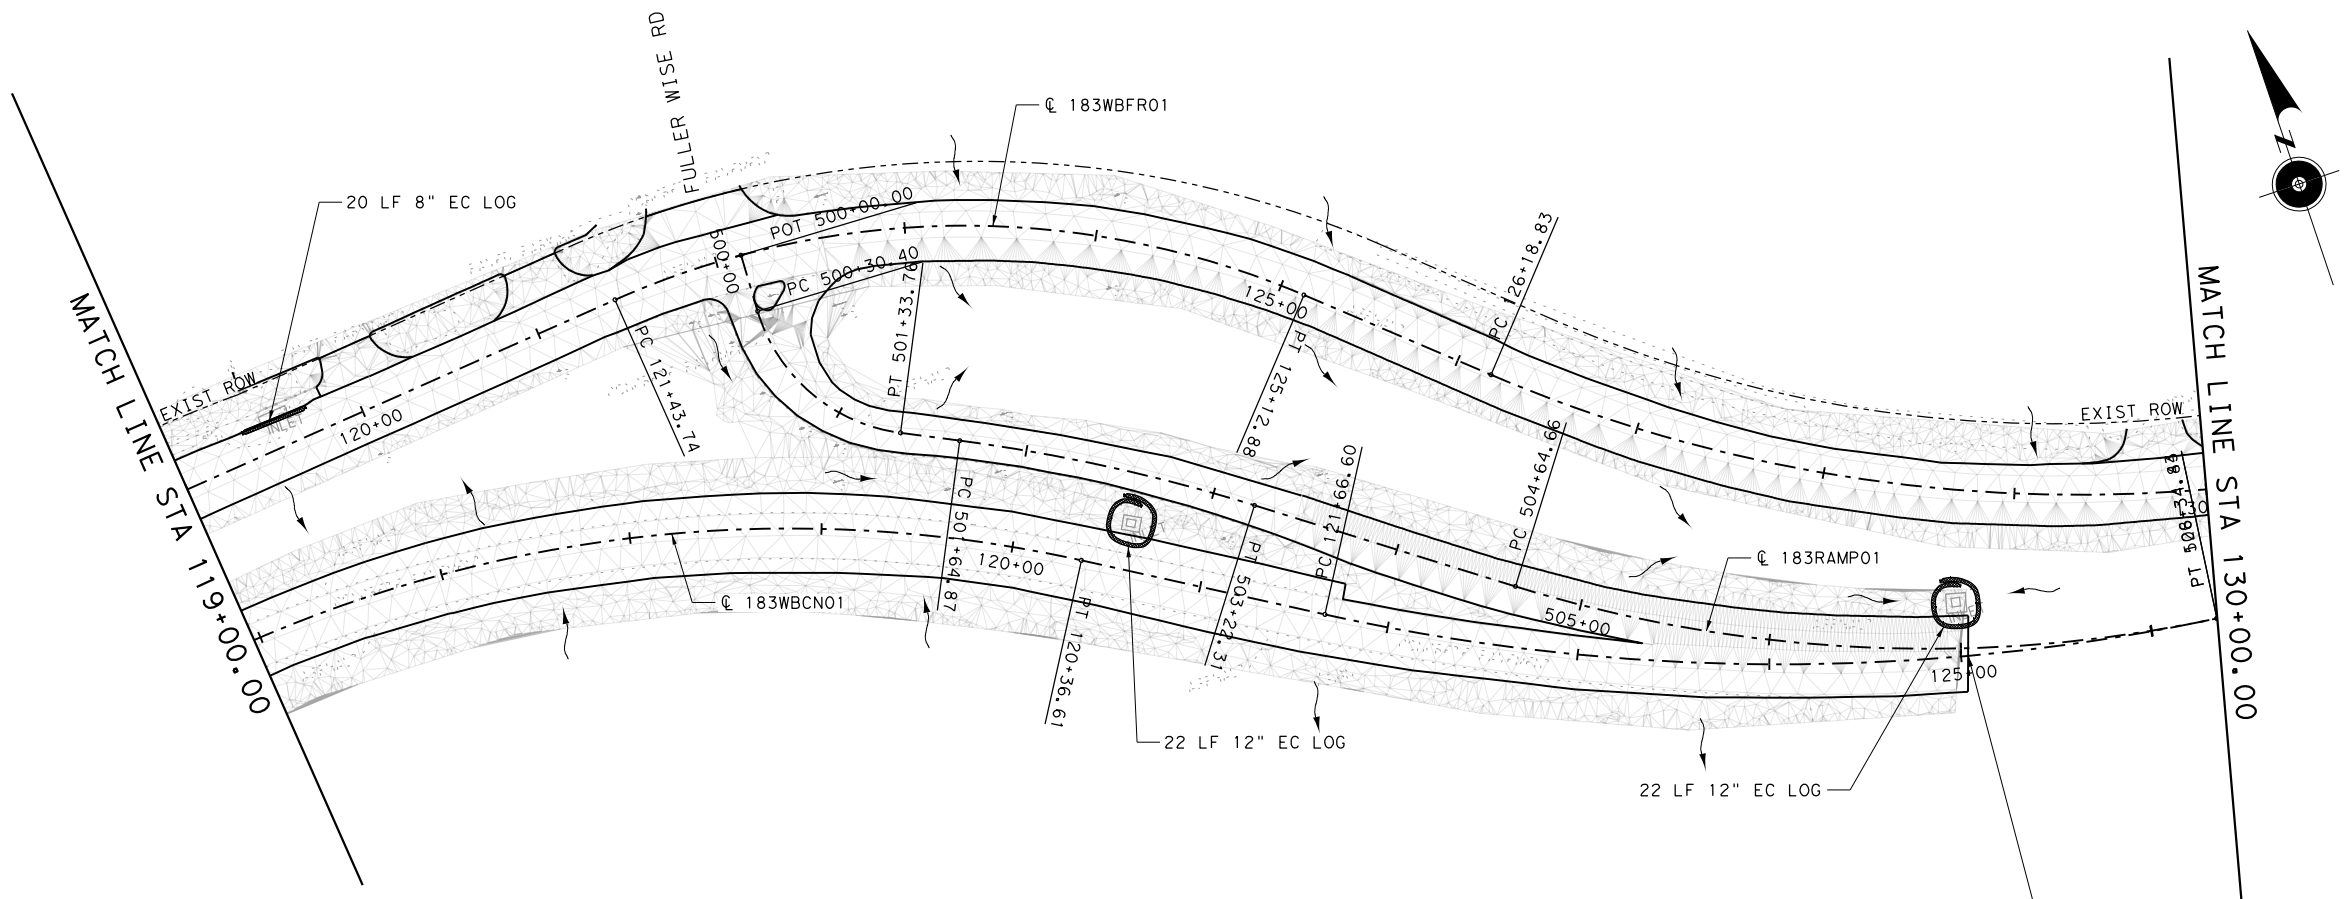 FULLER WISE RD
℄ 183WBFR01
20 LF 8" EC LOG
POT 500+00.00
500+00
PC 500+30.40
PT 501+33.76
PC 126+18.83
125+00
PT 125+12.88
PC 121+43.74
EXIST ROW
INLET
120+00
MATCH LINE STA 119+00.00
MATCH LINE STA 130+00.00
EXIST ROW
PC 504+64.66
PC 121+66.60
PC 501+64.87
120+00
PT 503+22.31
℄ 183RAMP01
505+00
℄ 183WBCN01
PT 120+36.61
22 LF 12" EC LOG
22 LF 12" EC LOG
125+00
PT 508+34.83
N